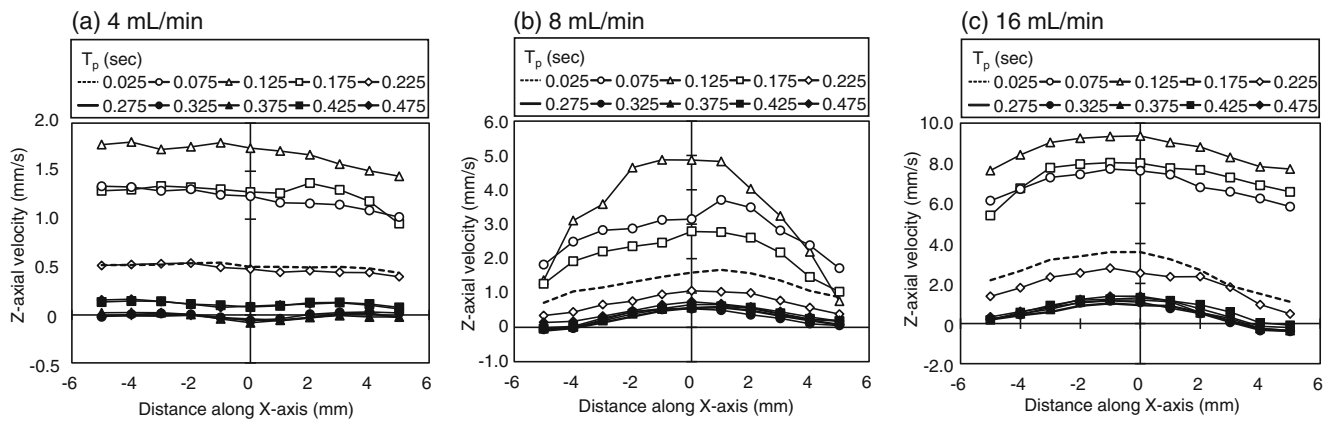 (a) 4 mL/min
Tp (sec)
0.025 0.075 0.125 0.175 0.225
0.275 0.325 0.375 0.425 0.475
2.0
1.5
1.0
0.5
0
-0.5
Z-axial velocity (mm/s)
-6 -4 -2 0 2 4 6
Distance along X-axis (mm)
(b) 8 mL/min
Tp (sec)
0.025 0.075 0.125 0.175 0.225
0.275 0.325 0.375 0.425 0.475
6.0
5.0
4.0
3.0
2.0
1.0
0
-1.0
Z-axial velocity (mm/s)
-6 -4 -2 0 2 4 6
Distance along X-axis (mm)
(c) 16 mL/min
Tp (sec)
0.025 0.075 0.125 0.175 0.225
0.275 0.325 0.375 0.425 0.475
10.0
8.0
6.0
4.0
2.0
0
-2.0
Z-axial velocity (mm/s)
-6 -4 -2 0 2 4 6
Distance along X-axis (mm)